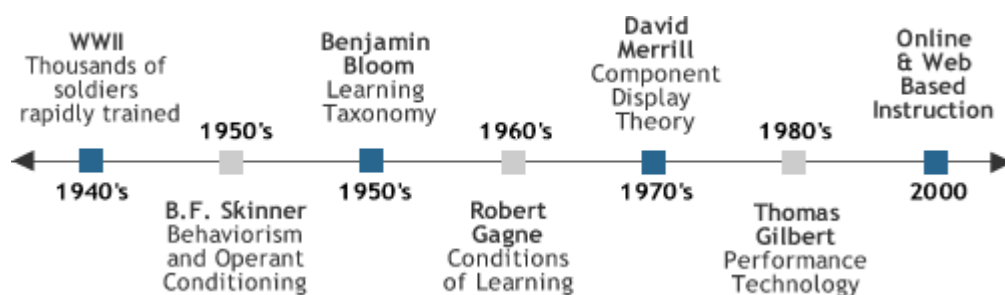 WWII
Thousands of
soldiers
rapidly trained
1940's
1950's
B.F. Skinner
Behaviorism
and Operant
Conditioning
Benjamin
Bloom
Learning
Taxonomy
1950's
1960's
Robert
Gagne
Conditions
of Learning
David
Merrill
Component
Display
Theory
1970's
1980's
Thomas
Gilbert
Performance
Technology
Online
& Web
Based
Instruction
2000